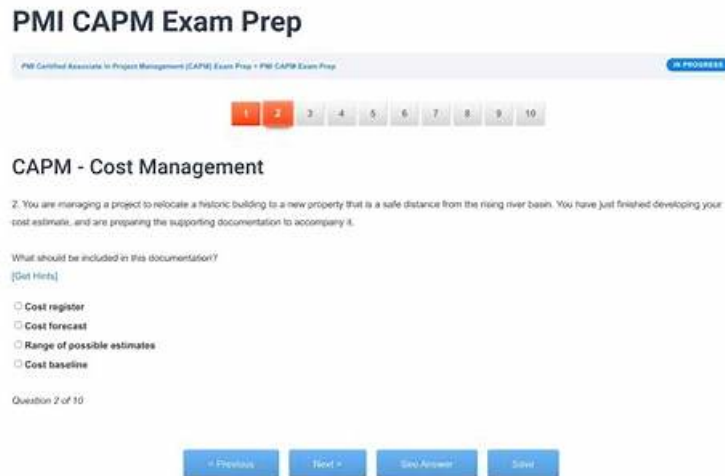 PMI CAPM Exam Prep
PMI Certified Associate in Project Management (CAPM) Exam Prep > PMI CAPM Exam Prep
IN PROGRESS
1 2 3 4 5 6 7 8 9 10
CAPM - Cost Management
2. You are managing a project to relocate a historic building to a new property that is a safe distance from the rising river basin. You have just finished developing your
cost estimate, and are preparing the supporting documentation to accompany it.
What should be included in this documentation?
[Get Hints]
Cost register
Cost forecast
Range of possible estimates
Cost baseline
Question 2 of 10
< Previous
Next >
See Answer
Save